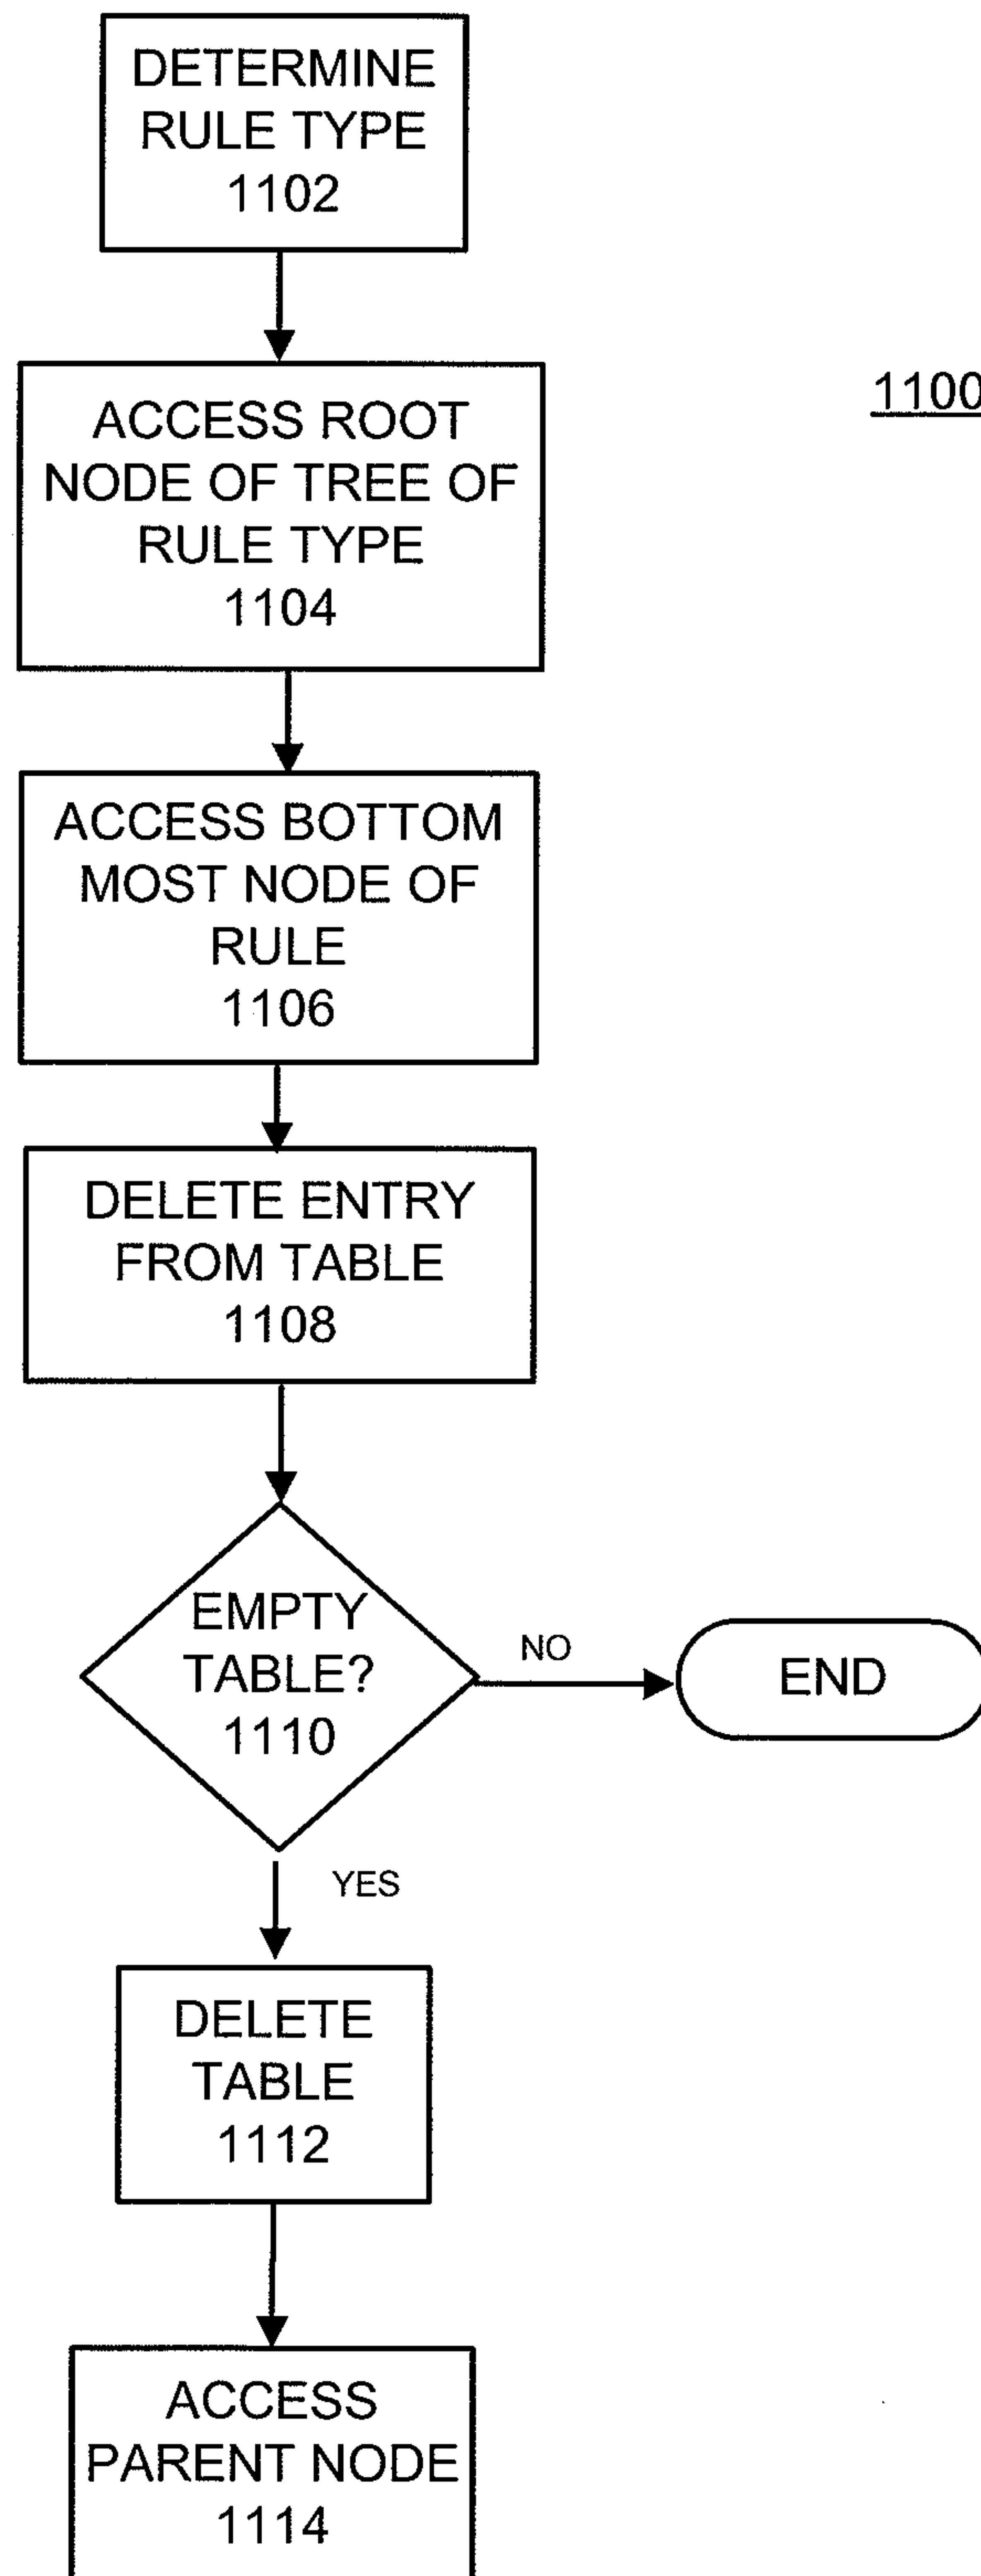 DETERMINE
RULE TYPE
1102
1100
ACCESS ROOT
NODE OF TREE OF
RULE TYPE
1104
ACCESS BOTTOM
MOST NODE OF
RULE
1106
DELETE ENTRY
FROM TABLE
1108
EMPTY
TABLE?
1110
NO
END
YES
DELETE
TABLE
1112
ACCESS
PARENT NODE
1114